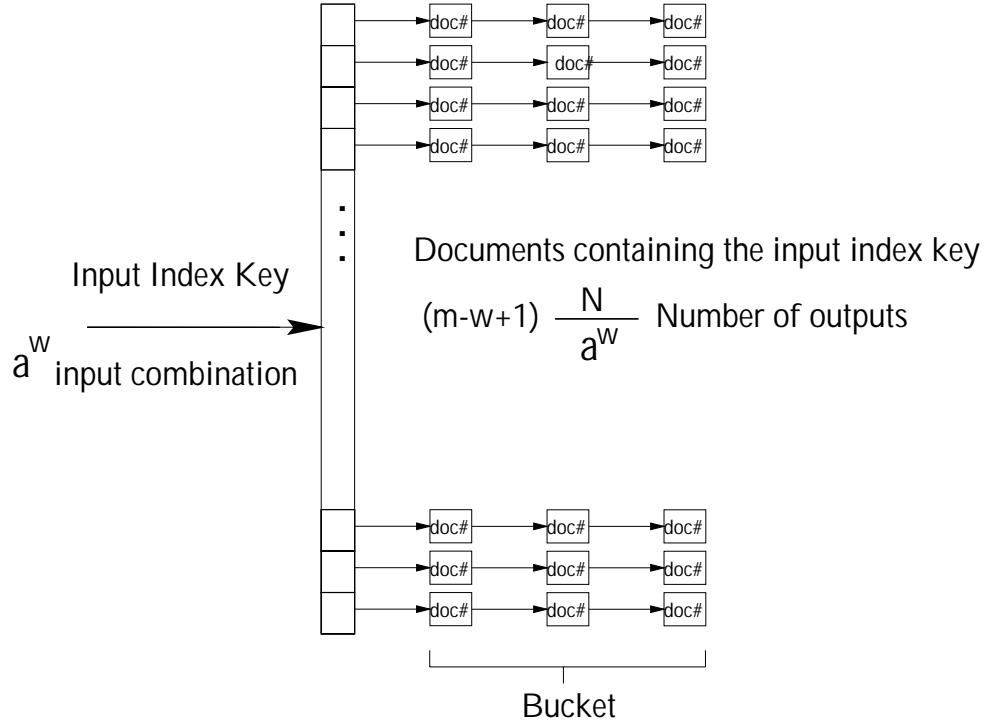 doc# doc# doc#
doc# doc# doc#
doc# doc# doc#
doc# doc# doc#
Documents containing the input index key
Input Index Key
(m-w+1) N/a^w Number of outputs
a^w input combination
doc# doc# doc#
doc# doc# doc#
doc# doc# doc#
Bucket